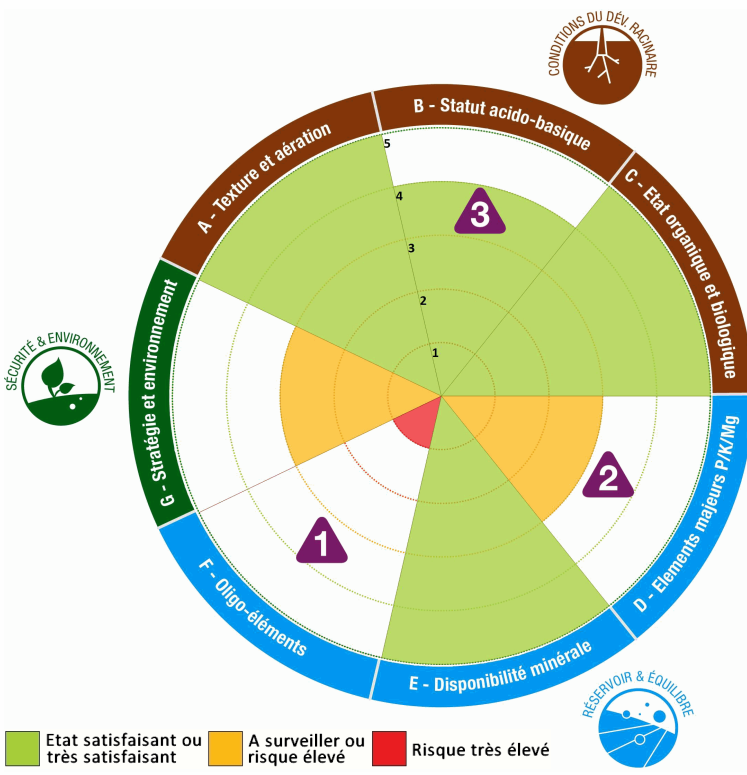 CONDITIONS DU DÉV. RACINAIRE
B - Statut acido-basique
A - Texture et aération
C - Etat organique et biologique
5
4
3
3
2
1
SÉCURITÉ & ENVIRONNEMENT
G - Stratégie et environnement
D - Elements majeurs P/K/Mg
2
1
F - Oligo-éléments
E - Disponibilité minérale
RÉSERVOIR & ÉQUILIBRE
Etat satisfaisant ou
très satisfaisant
A surveiller ou
risque élevé
Risque très élevé